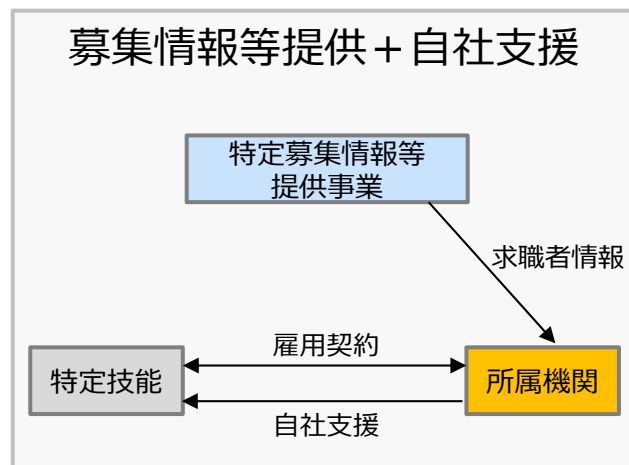 募集情報等提供＋自社支援
特定募集情報等
提供事業
求職者情報
雇用契約
特定技能
所属機関
自社支援